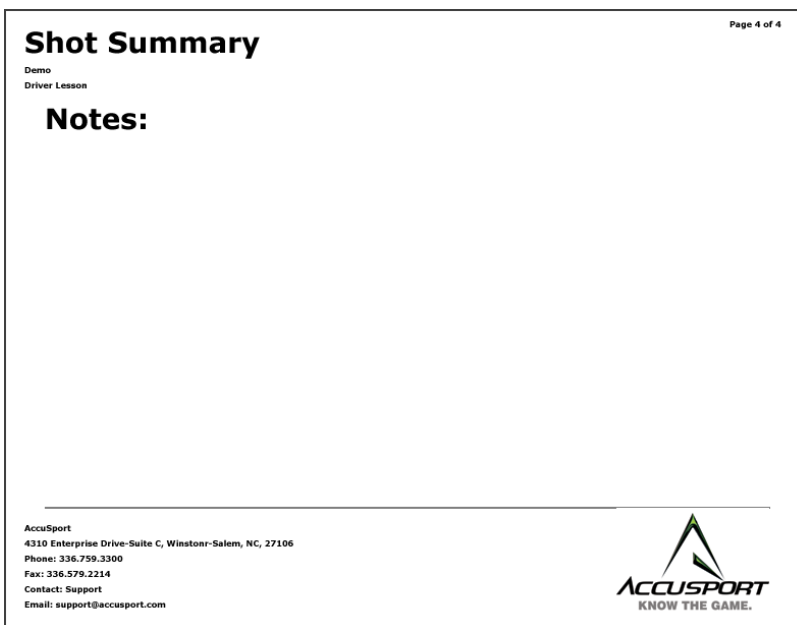 Page 4 of 4
Shot Summary
Demo
Driver Lesson
Notes:
AccuSport
4310 Enterprise Drive-Suite C, Winstonr-Salem, NC, 27106
Phone: 336.759.3300
Fax: 336.579.2214
Contact: Support
Email: support@accusport.com
ACCUSPORT
KNOW THE GAME.